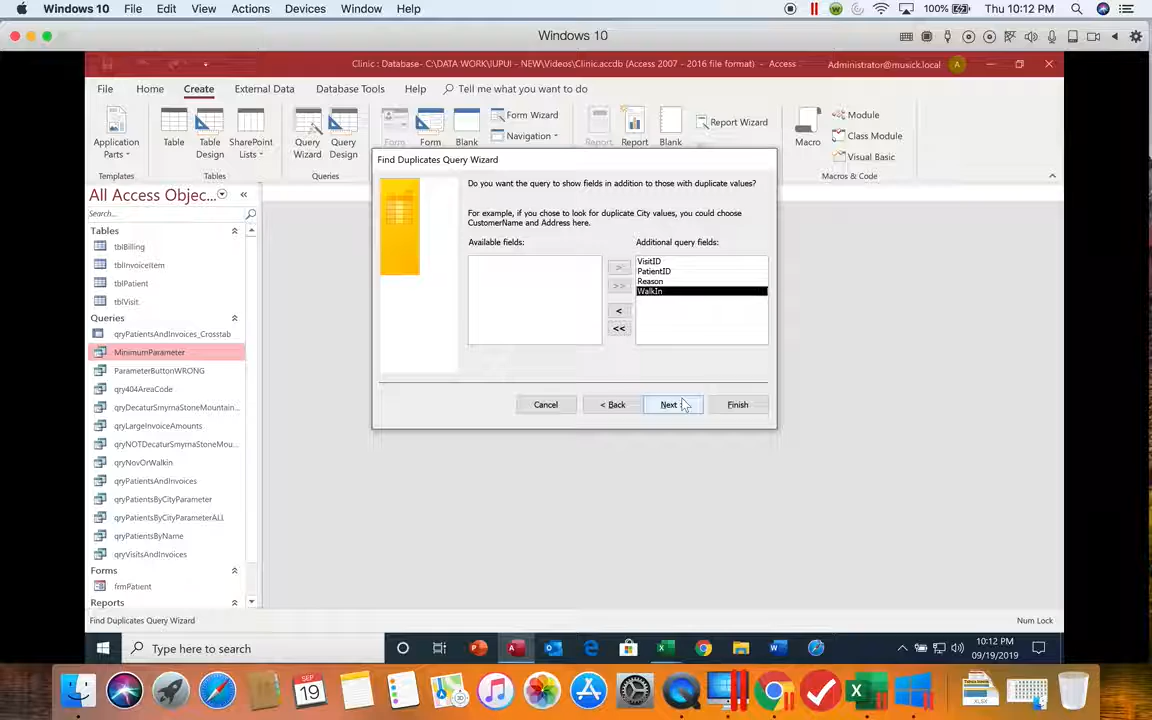 Windows 10 File Edit View Actions Devices Window Help 100% Thu 10:12 PM
Windows 10
Clinic : Database- C:\DATA WORK\IUPUI - NEW\Videos\Clinic.accdb (Access 2007 - 2016 file format) - Access Administrator@musick.local A
File Home Create External Data Database Tools Help Tell me what you want to do
Application Parts
Templates
Table
Table Design
SharePoint Lists
Tables
Query Wizard
Query Design
Queries
Form
Form
Blank
Form Wizard
Navigation
Report
Report
Blank
Report Wizard
Macro
Module
Class Module
Visual Basic
Macros & Code
All Access Objec... «
Search...
Tables
tblBilling
tblInvoiceItem
tblPatient
tblVisit
Queries
qryPatientsAndInvoices_Crosstab
MinimumParameter
ParameterButtonWRONG
qry404AreaCode
qryDecaturSmyrnaStoneMountain...
qryLargeInvoiceAmounts
qryNOTDecaturSmyrnaStoneMou...
qryNovOrWalkin
qryPatientsAndInvoices
qryPatientsByCityParameter
qryPatientsByCityParameterALL
qryPatientsByName
qryVisitsAndInvoices
Forms
frmPatient
Reports
Find Duplicates Query Wizard
Do you want the query to show fields in addition to those with duplicate values?
For example, if you chose to look for duplicate City values, you could choose
CustomerName and Address here.
Available fields:
Additional query fields:
VisitID
PatientID
Reason
WalkIn
>
>>
<
<<
Cancel < Back Next > Finish
Find Duplicates Query Wizard Num Lock
Type here to search
10:12 PM
09/19/2019
SEP
19
XLSX